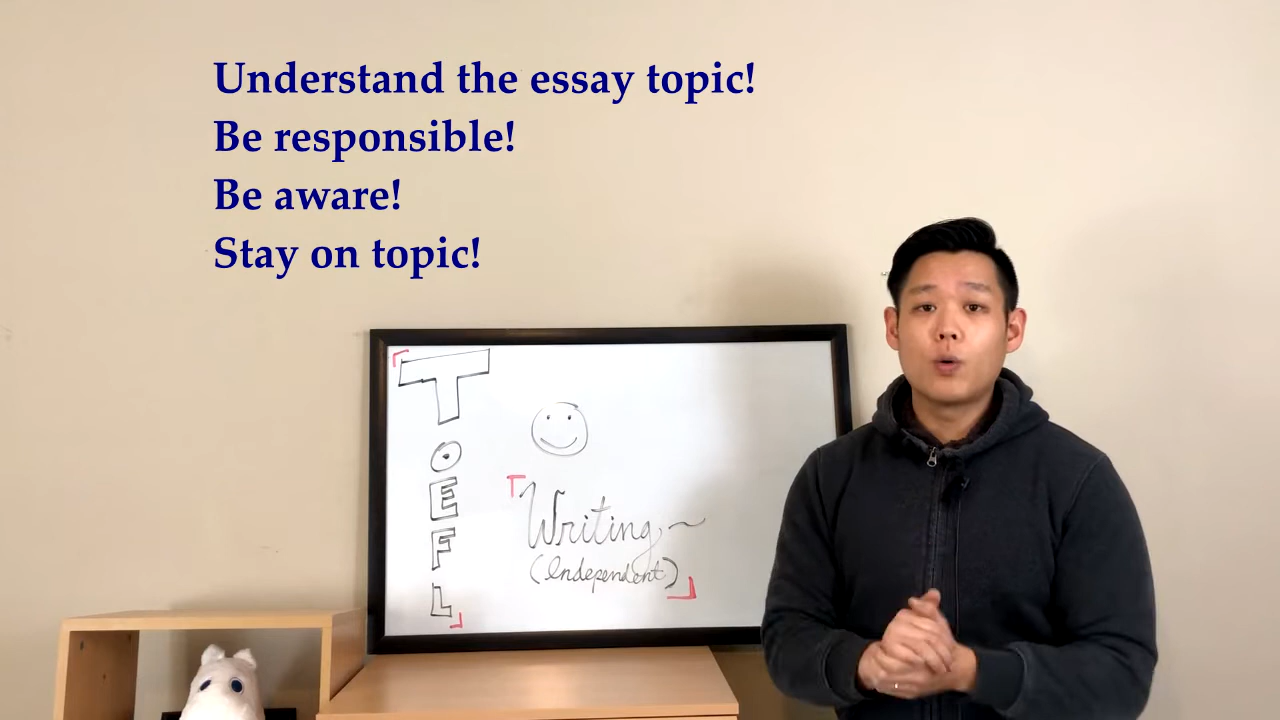 Understand the essay topic!
Be responsible!
Be aware!
Stay on topic!
TOEFL
Writing~
(Independent)